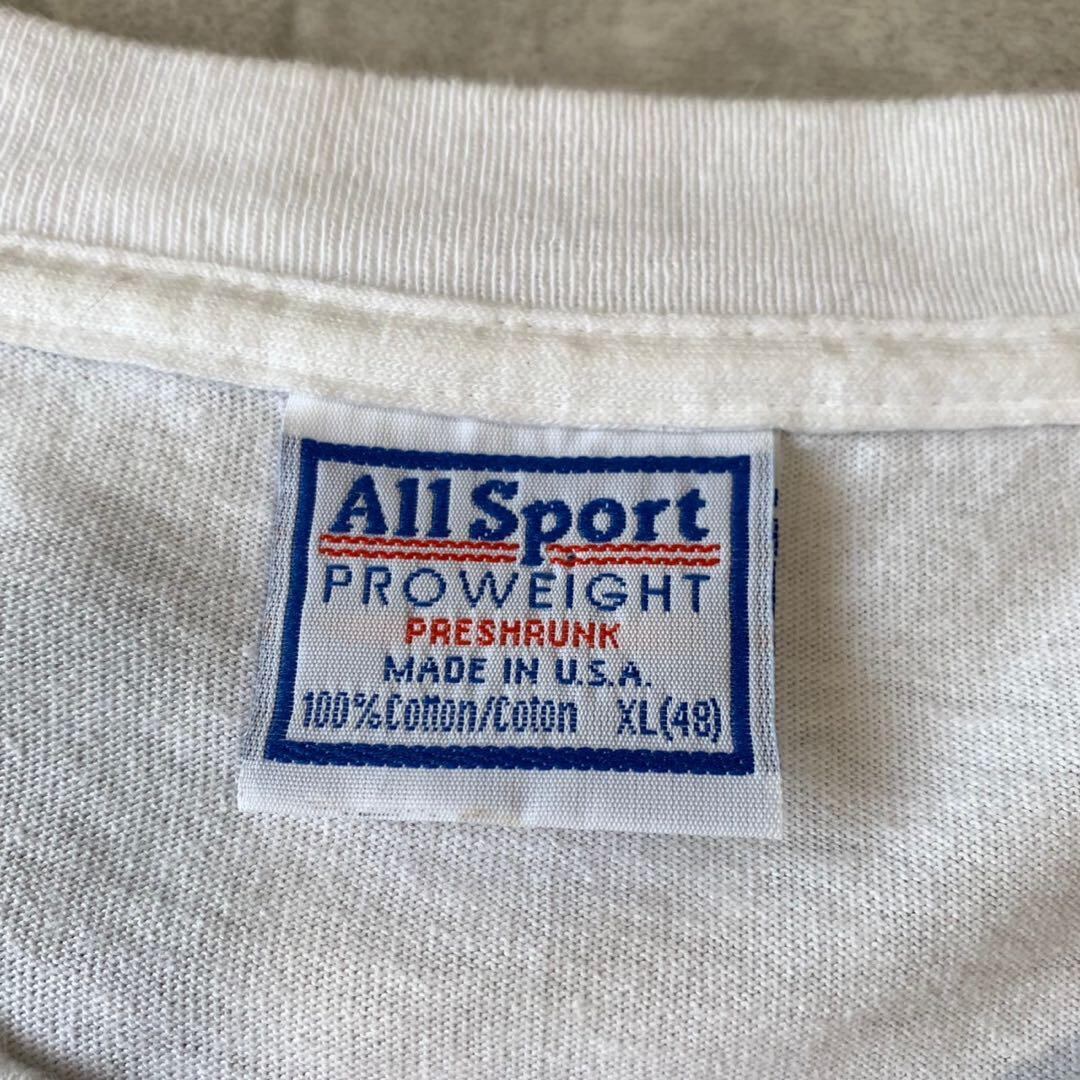 All Sport
PROWEIGHT
PRESHRUNK
MADE IN U.S.A.
100% Cotton/Coton XL(48)